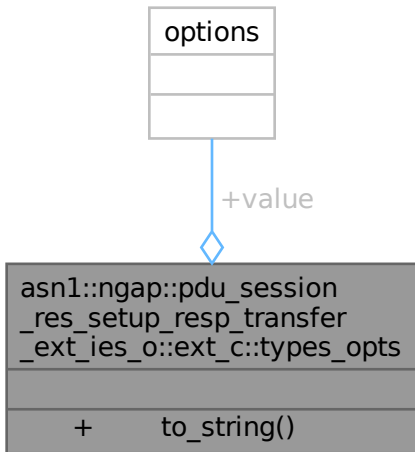 options
+value
asn1::ngap::pdu_session
_res_setup_resp_transfer
_ext_ies_o::ext_c::types_opts
+ to_string()